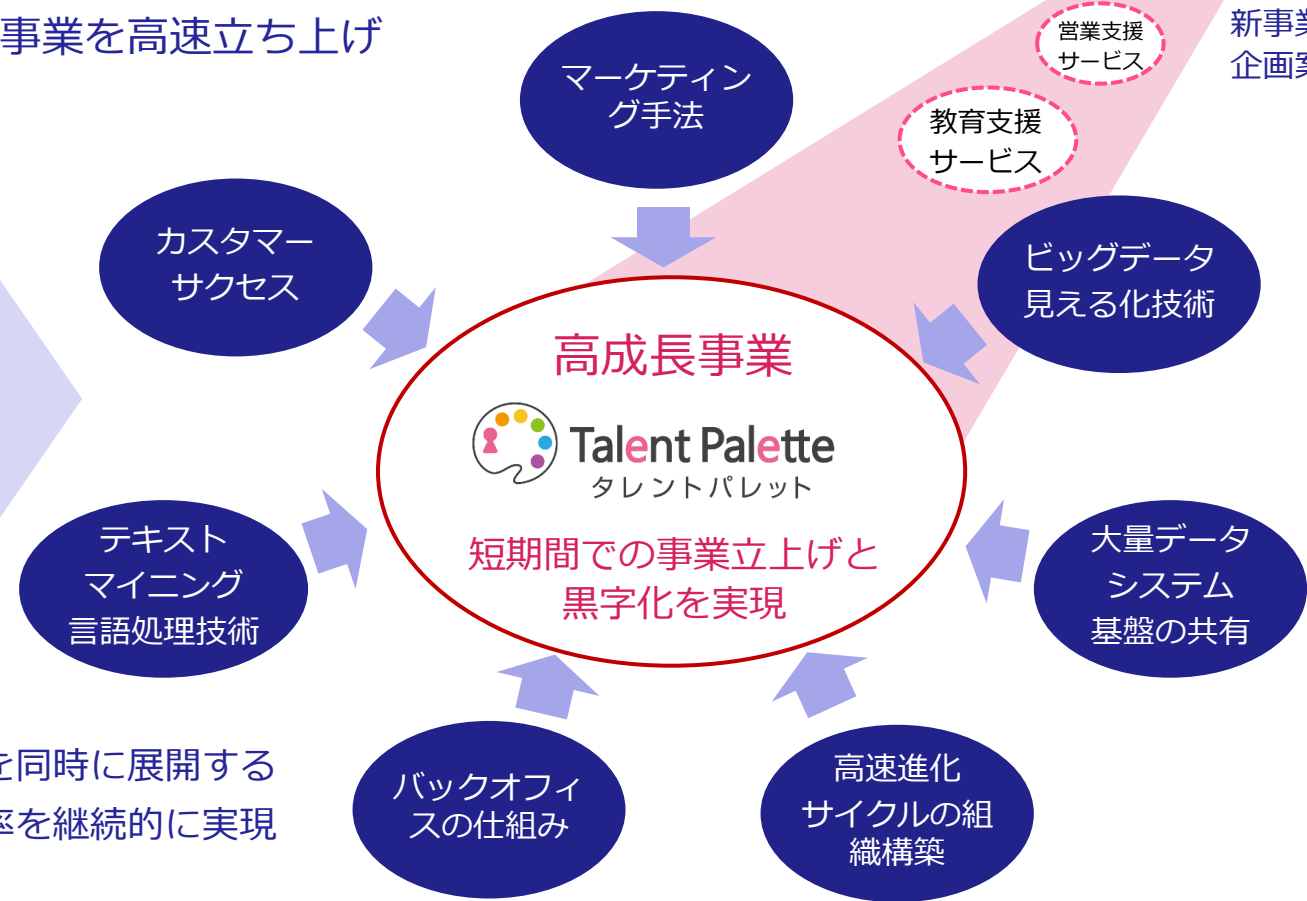 事業を高速立ち上げ
マーケティン
グ手法
営業支援
サービス
新事業
企画案
教育支援
サービス
カスタマー
サクセス
ビッグデータ
見える化技術
高成長事業
Talent Palette
タレントパレット
短期間での事業立上げと
黒字化を実現
テキスト
マイニング
言語処理技術
大量データ
システム
基盤の共有
を同時に展開する
率を継続的に実現
バックオフィ
スの仕組み
高速進化
サイクルの組
織構築